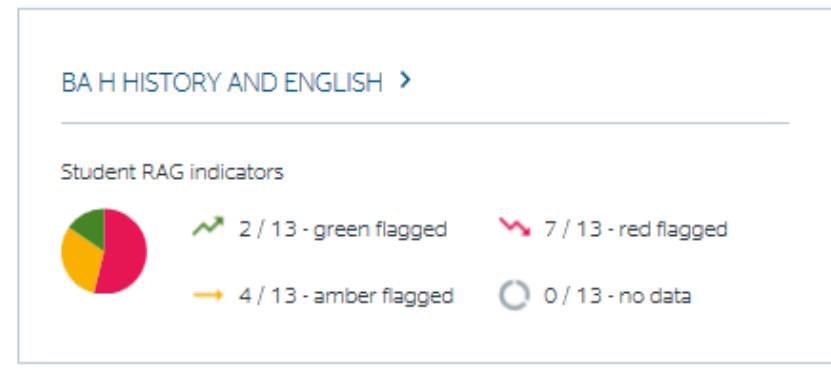 BA H HISTORY AND ENGLISH >
Student RAG indicators
2 / 13 - green flagged
7 / 13 - red flagged
4 / 13 - amber flagged
0 / 13 - no data